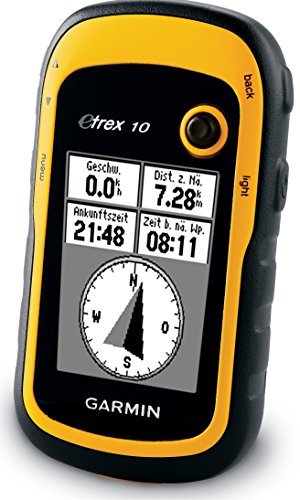 back
etrex 10
menu
light
Geschw.
0.0 k/h
Dist. z. Nä.
7.28 k/m
Ankunftszeit
21:48
Zeit b. nä. Wp.
08:11
N
W O
S
GARMIN